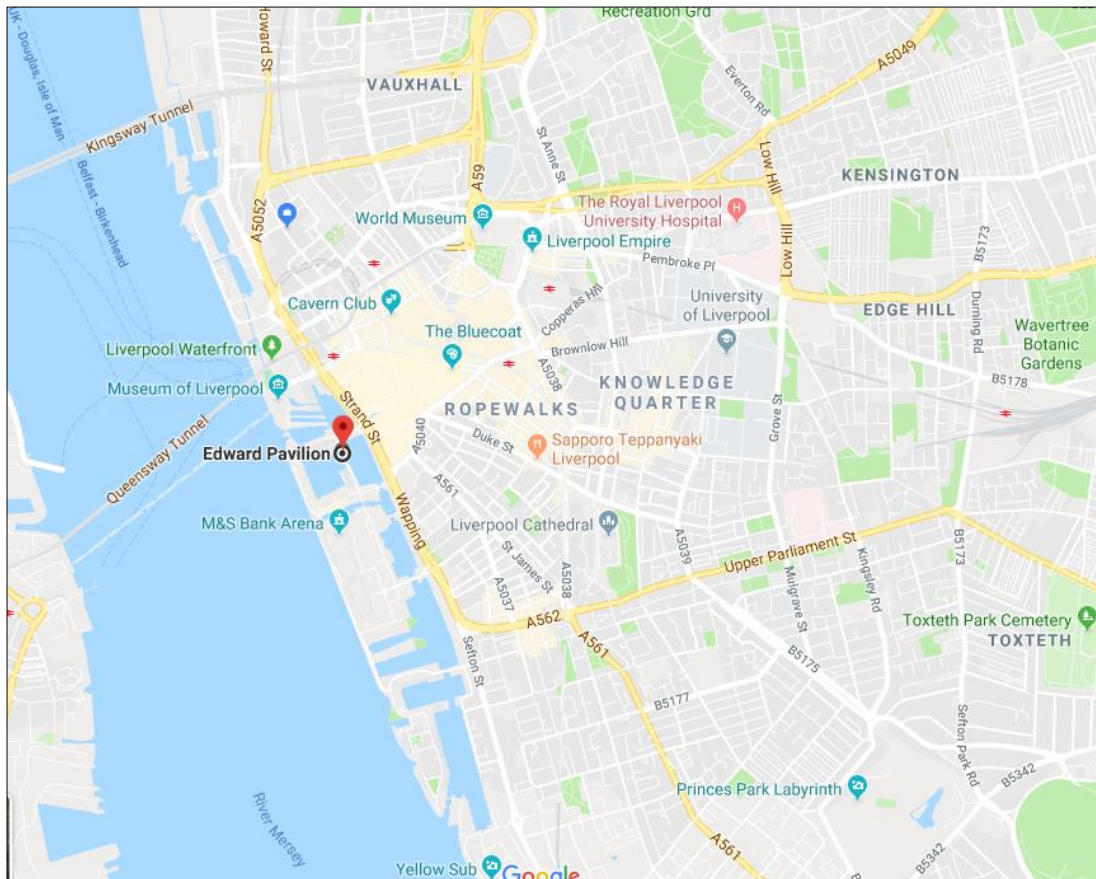 Recreation Grd
UK - Douglas, Isle of Man
Howard St
VAUXHALL
A5049
Everton Rd
Kingsway Tunnel
Belfast - Birkenhead
St Anne St
A59
Low Hill
KENSINGTON
The Royal Liverpool
University Hospital
H
World Museum
A5052
Liverpool Empire
Low Hill
B5173
Pembroke Pl
Cavern Club
Copperas Hill
University
of Liverpool
EDGE HILL
Durning Rd
Wavertree
Botanic
Gardens
The Bluecoat
Brownlow Hill
Liverpool Waterfront
A5038
B5178
Museum of Liverpool
KNOWLEDGE
QUARTER
Strand St
ROPEWALKS
Grove St
A5040
Duke St
Sapporo Teppanyaki
Liverpool
Edward Pavilion
Queensway Tunnel
A561
Wapping
M&S Bank Arena
Liverpool Cathedral
St James St
A5038
A5039
Upper Parliament St
B5173
A5037
Mulgrave St
Kingsley Rd
A562
Toxteth Park Cemetery
TOXTETH
A561
Sefton St
B5175
B5177
Sefton Park Rd
B5342
Princes Park Labyrinth
River Mersey
A561
B5342
Yellow Sub
Google